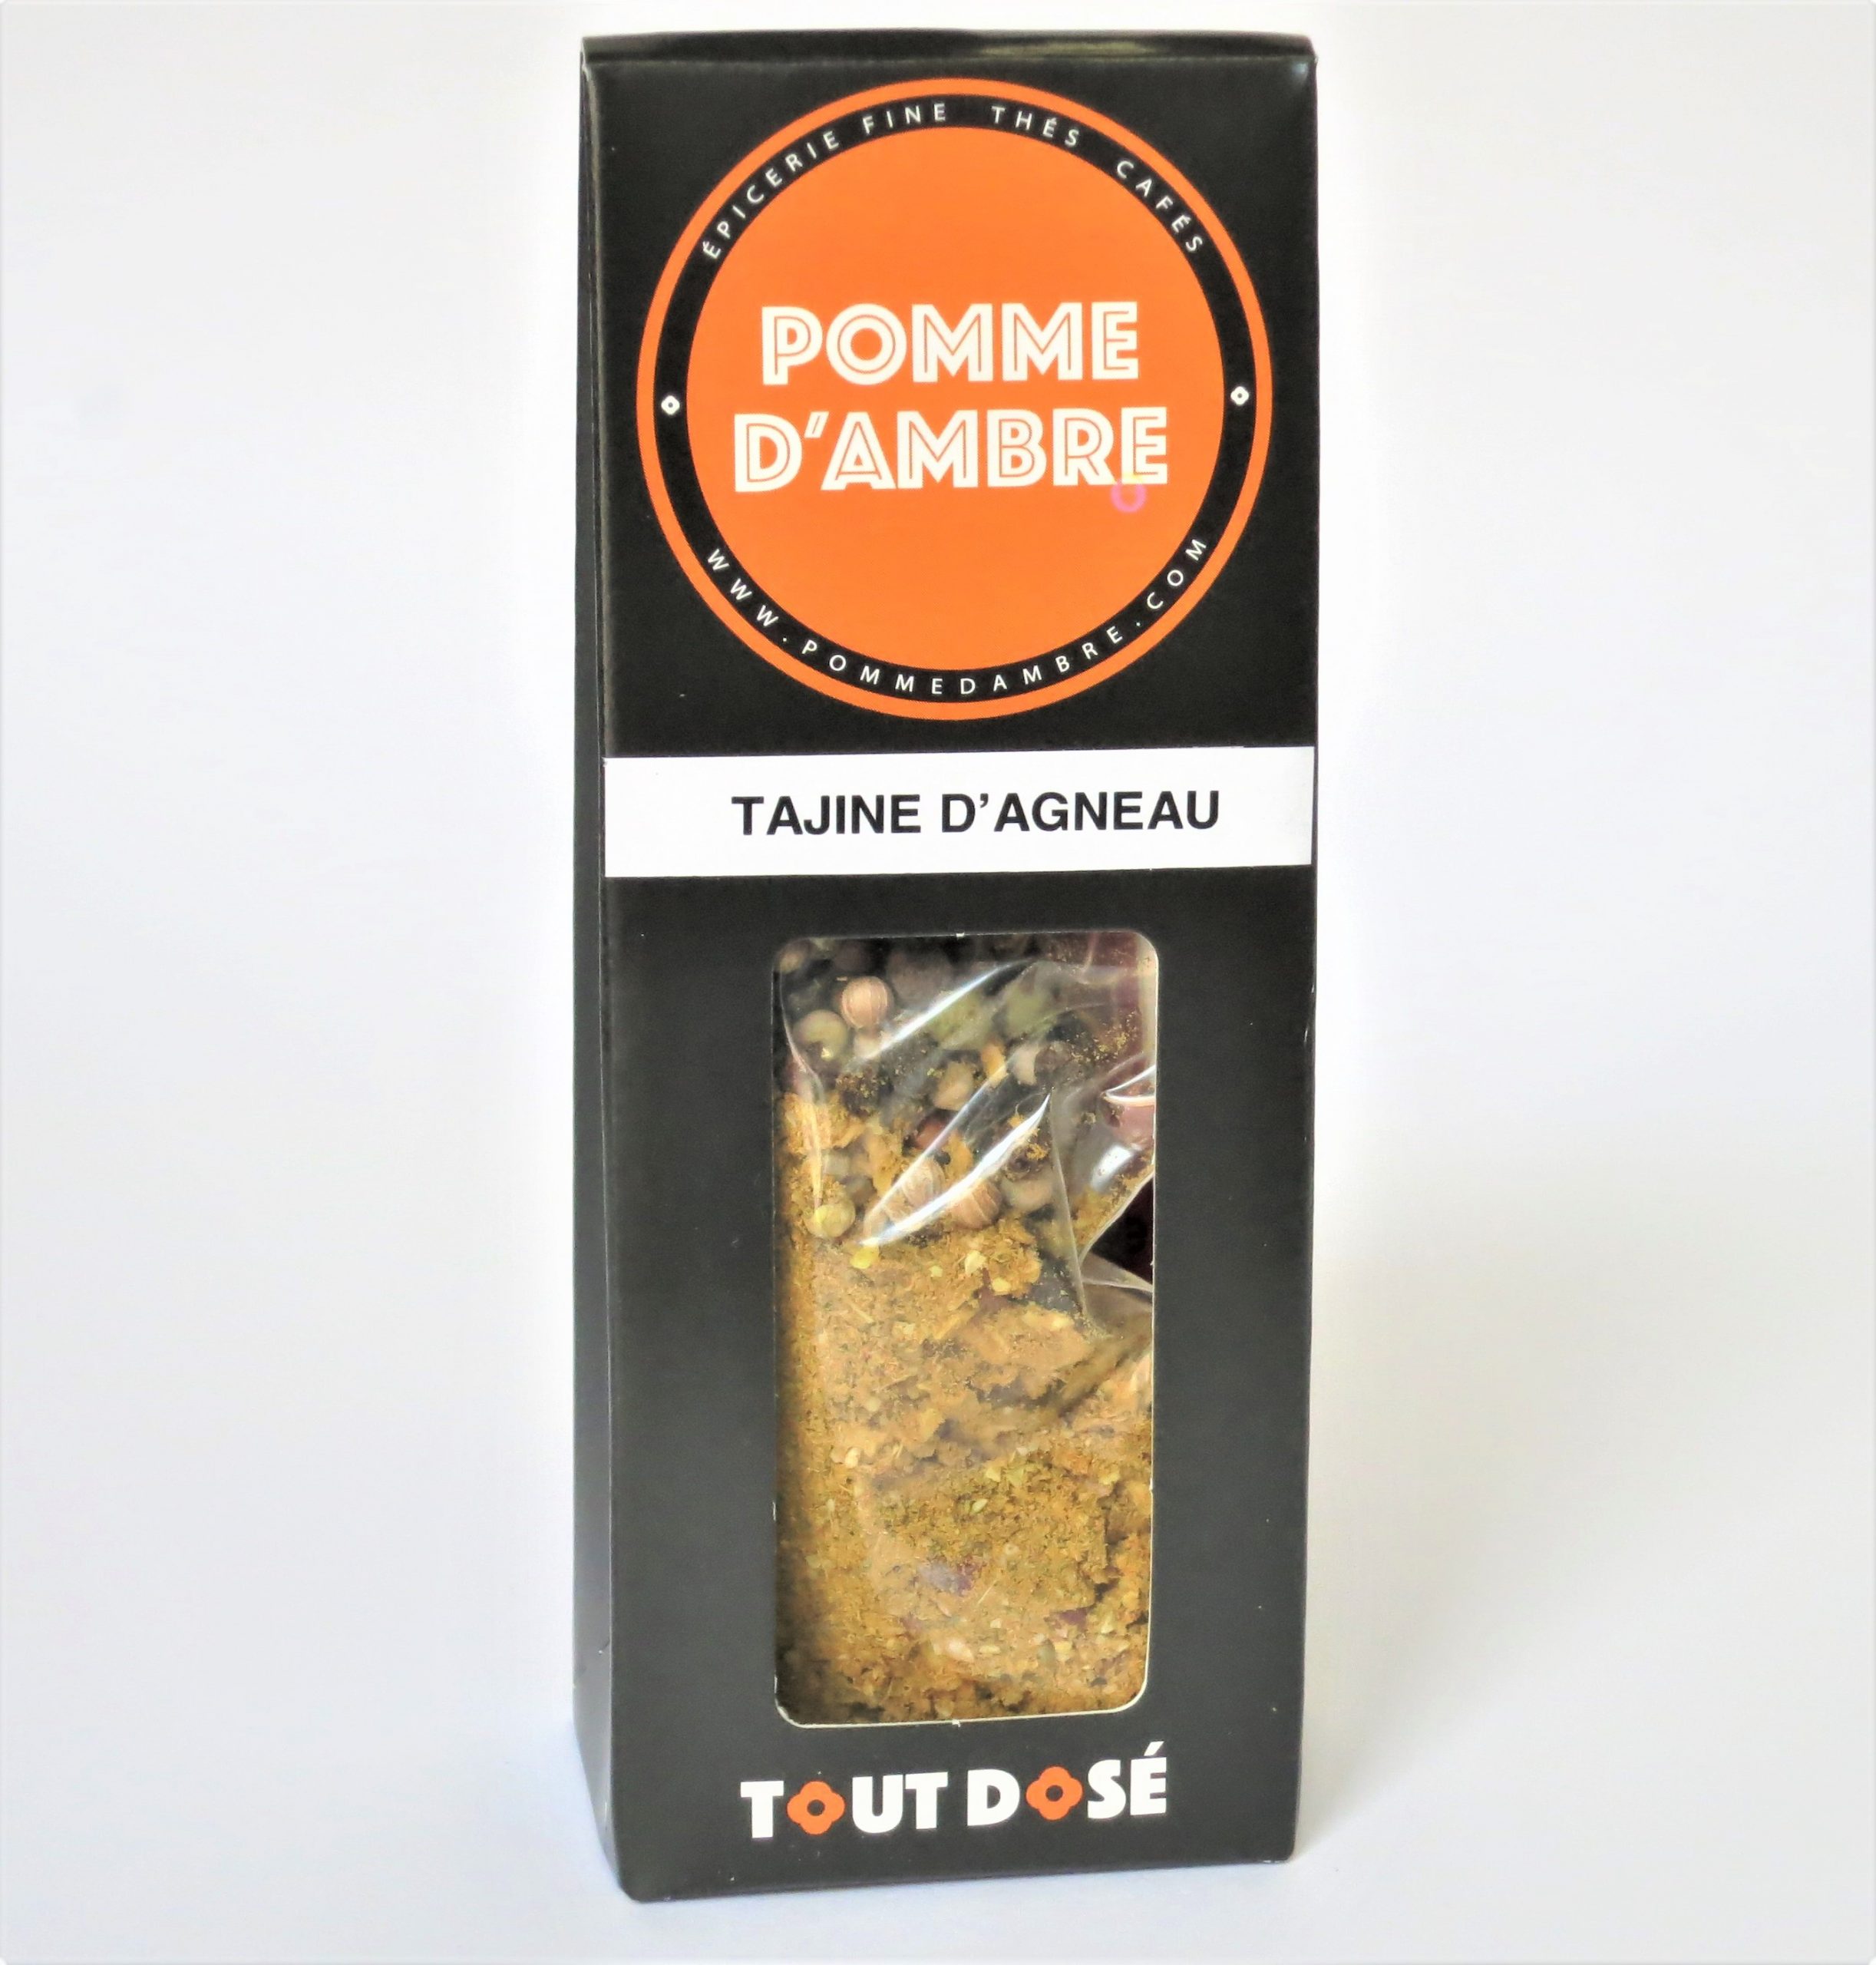 ÉPICERIE FINE THÉS CAFÉS
POMME
D'AMBRE
WWW.POMMEDAMBRE.COM
TAJINE D'AGNEAU
TOUT DOSÉ